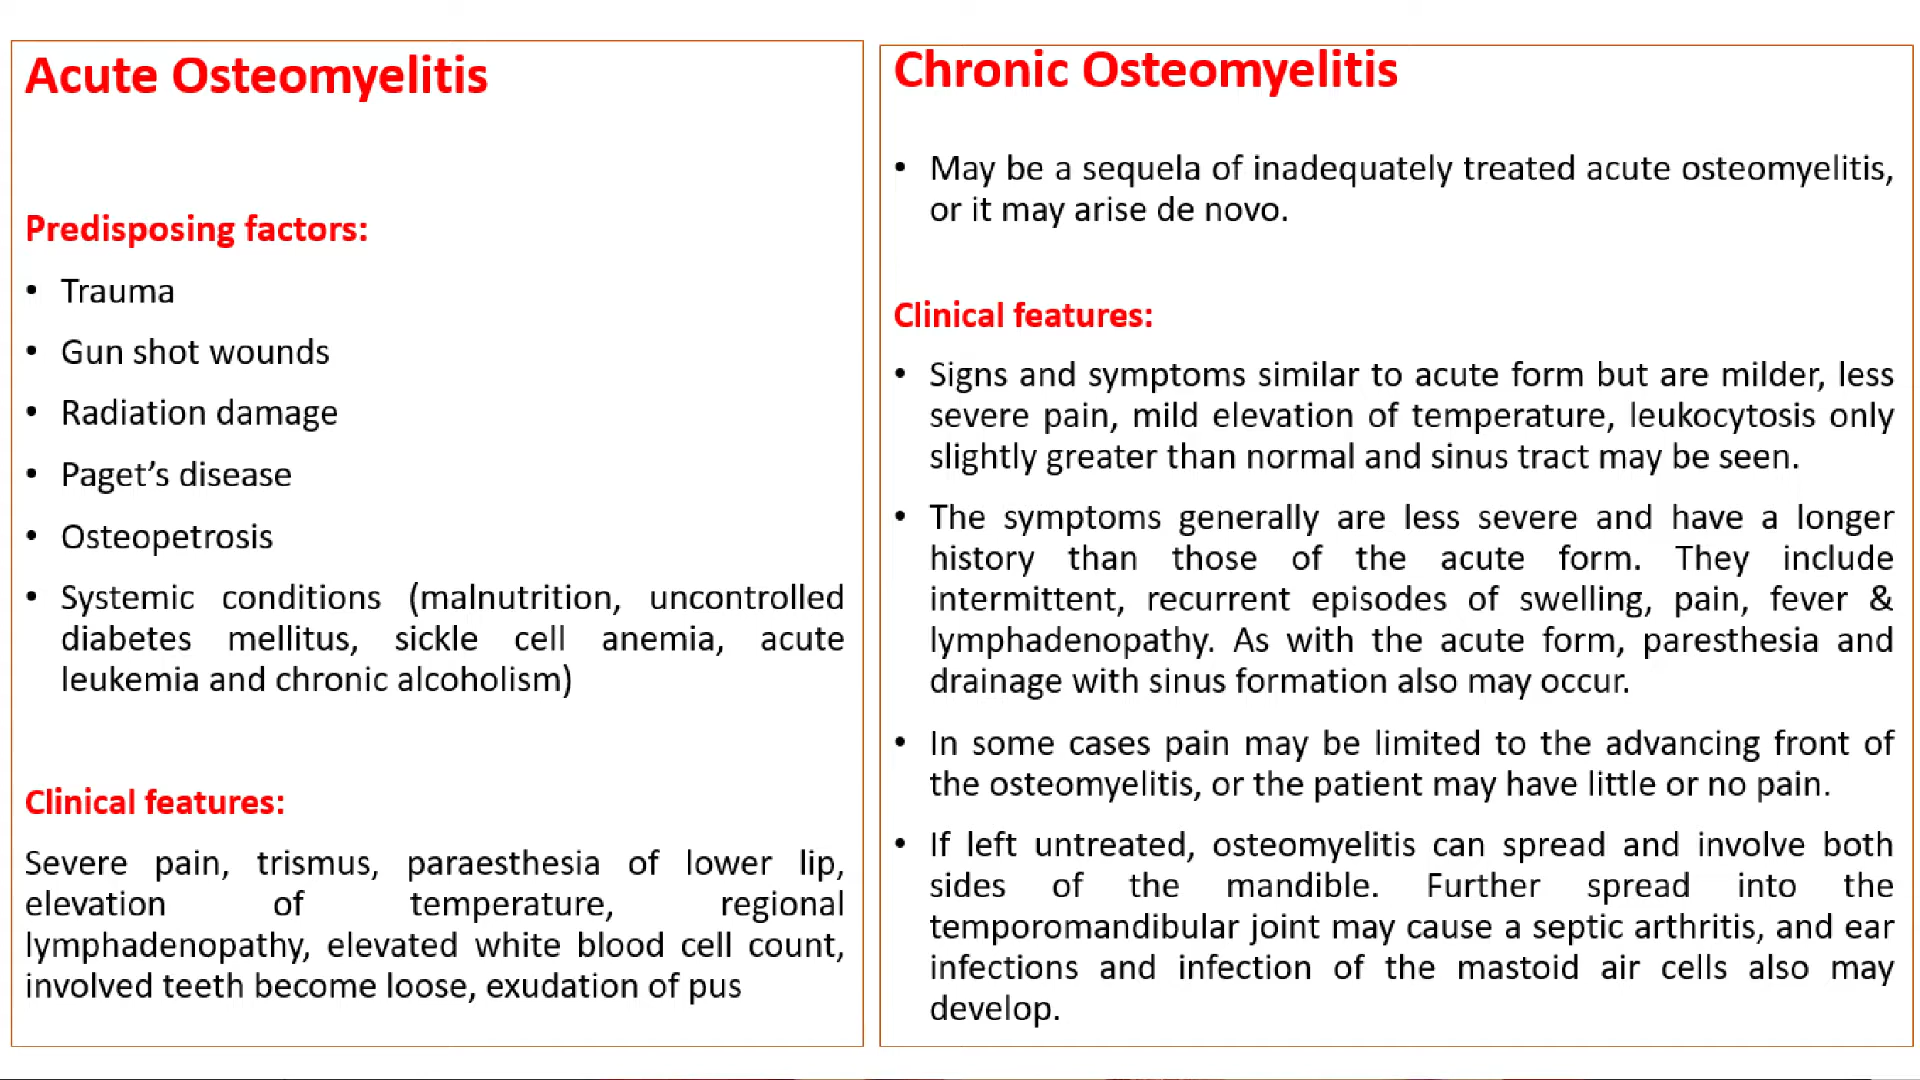 Acute Osteomyelitis
Predisposing factors:
• Trauma
• Gun shot wounds
• Radiation damage
• Paget’s disease
• Osteopetrosis
• Systemic conditions (malnutrition, uncontrolled
diabetes mellitus, sickle cell anemia, acute
leukemia and chronic alcoholism)
Clinical features:
Severe pain, trismus, paraesthesia of lower lip,
elevation of temperature, regional
lymphadenopathy, elevated white blood cell count,
involved teeth become loose, exudation of pus
Chronic Osteomyelitis
• May be a sequela of inadequately treated acute osteomyelitis,
or it may arise de novo.
Clinical features:
• Signs and symptoms similar to acute form but are milder, less
severe pain, mild elevation of temperature, leukocytosis only
slightly greater than normal and sinus tract may be seen.
• The symptoms generally are less severe and have a longer
history than those of the acute form. They include
intermittent, recurrent episodes of swelling, pain, fever &
lymphadenopathy. As with the acute form, paresthesia and
drainage with sinus formation also may occur.
• In some cases pain may be limited to the advancing front of
the osteomyelitis, or the patient may have little or no pain.
• If left untreated, osteomyelitis can spread and involve both
sides of the mandible. Further spread into the
temporomandibular joint may cause a septic arthritis, and ear
infections and infection of the mastoid air cells also may
develop.